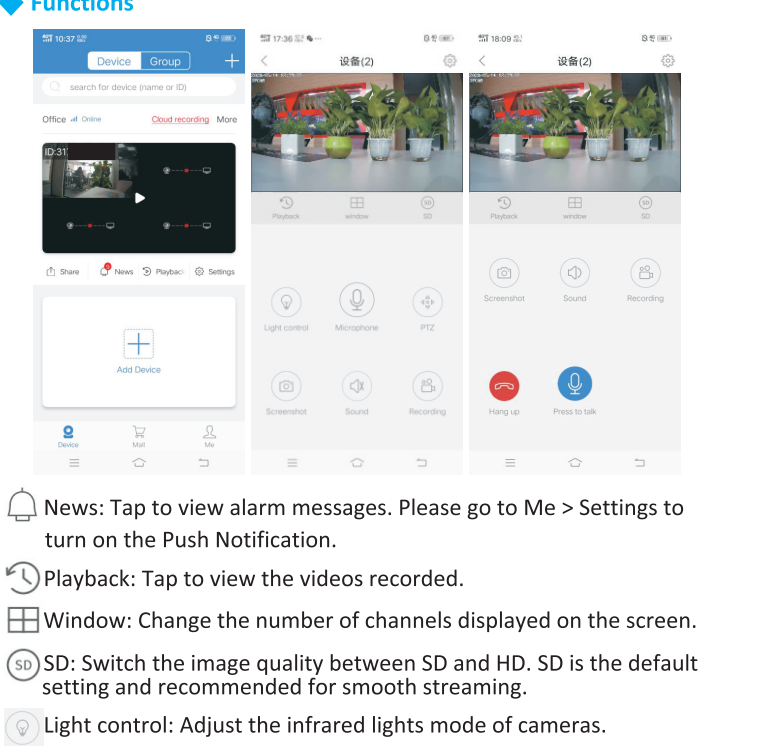 Functions
10:37
Device Group
search for device (name or ID)
Office Online Cloud recording More
ID:31
Share News Playbac Settings
Add Device
Device Mall Me
17:36
设备(2)
Playback window SD
Light control Microphone PTZ
Screenshot Sound Recording
18:09
设备(2)
Playback window SD
Screenshot Sound Recording
Hang up Press to talk
News: Tap to view alarm messages. Please go to Me > Settings to
turn on the Push Notification.
Playback: Tap to view the videos recorded.
Window: Change the number of channels displayed on the screen.
SD SD: Switch the image quality between SD and HD. SD is the default
setting and recommended for smooth streaming.
Light control: Adjust the infrared lights mode of cameras.